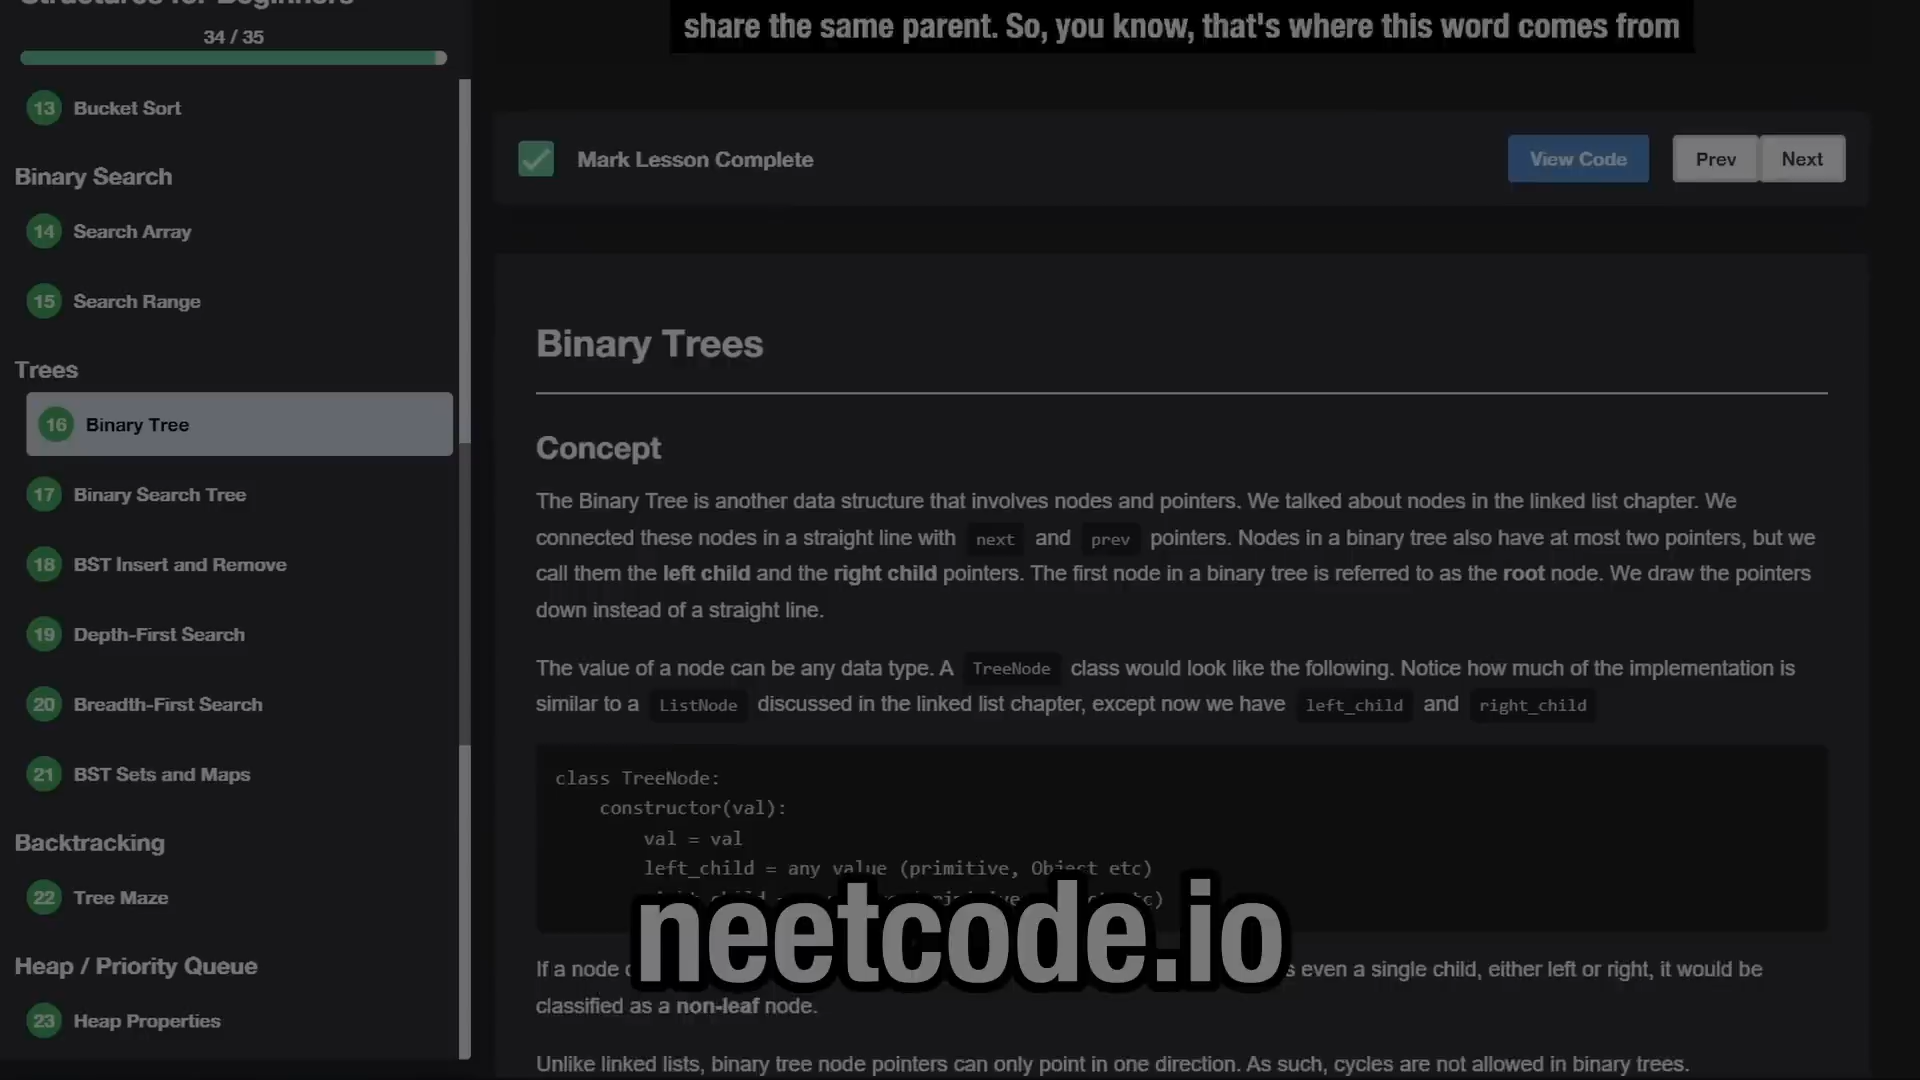 Structures for Beginners
34 / 35
13 Bucket Sort
Binary Search
14 Search Array
15 Search Range
Trees
16 Binary Tree
17 Binary Search Tree
18 BST Insert and Remove
19 Depth-First Search
20 Breadth-First Search
21 BST Sets and Maps
Backtracking
22 Tree Maze
Heap / Priority Queue
23 Heap Properties
share the same parent. So, you know, that's where this word comes from
Mark Lesson Complete
View Code
Prev
Next
Binary Trees
Concept
The Binary Tree is another data structure that involves nodes and pointers. We talked about nodes in the linked list chapter. We
connected these nodes in a straight line with next and prev pointers. Nodes in a binary tree also have at most two pointers, but we
call them the left child and the right child pointers. The first node in a binary tree is referred to as the root node. We draw the pointers
down instead of a straight line.
The value of a node can be any data type. A TreeNode class would look like the following. Notice how much of the implementation is
similar to a ListNode discussed in the linked list chapter, except now we have left_child and right_child
class TreeNode:
constructor(val):
val = val
left_child = any value (primitive, Object etc)
neetcode.io
If a node
even a single child, either left or right, it would be
classified as a non-leaf node.
Unlike linked lists, binary tree node pointers can only point in one direction. As such, cycles are not allowed in binary trees.